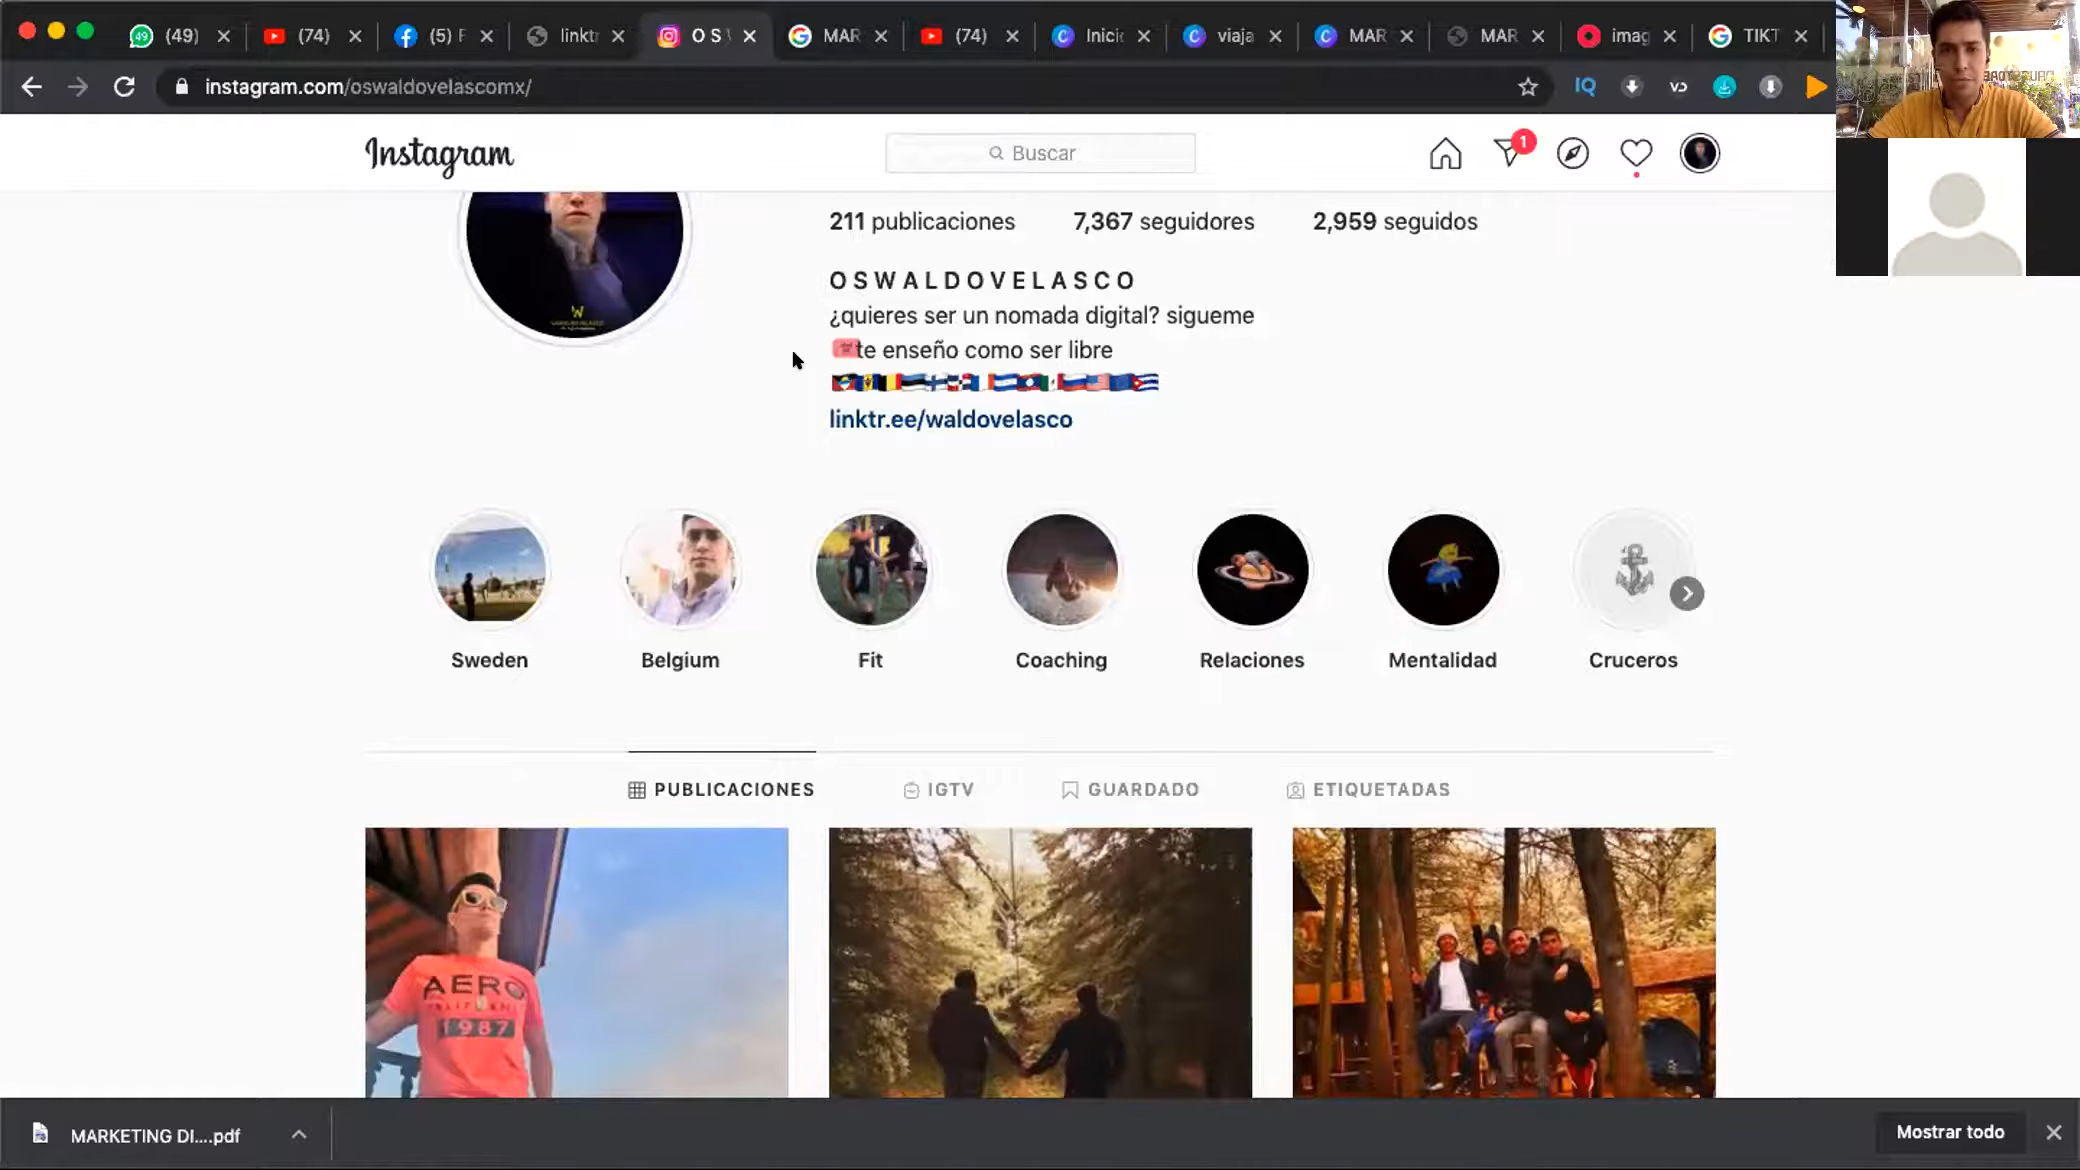 (49)
(74)
(5) F
linktr
O S
MAR
(74)
Inici
viaja
MAR
MAR
imag
TIKT
instagram.com/oswaldovelascomx/
IQ
Instagram
Buscar
1
211 publicaciones
7,367 seguidores
2,959 seguidos
O S W A L D O V E L A S C O
¿quieres ser un nomada digital? sigueme
te enseño como ser libre
linktr.ee/waldovelasco
Sweden
Belgium
Fit
Coaching
Relaciones
Mentalidad
Cruceros
PUBLICACIONES
IGTV
GUARDADO
ETIQUETADAS
AERO
1987
MARKETING DI....pdf
Mostrar todo